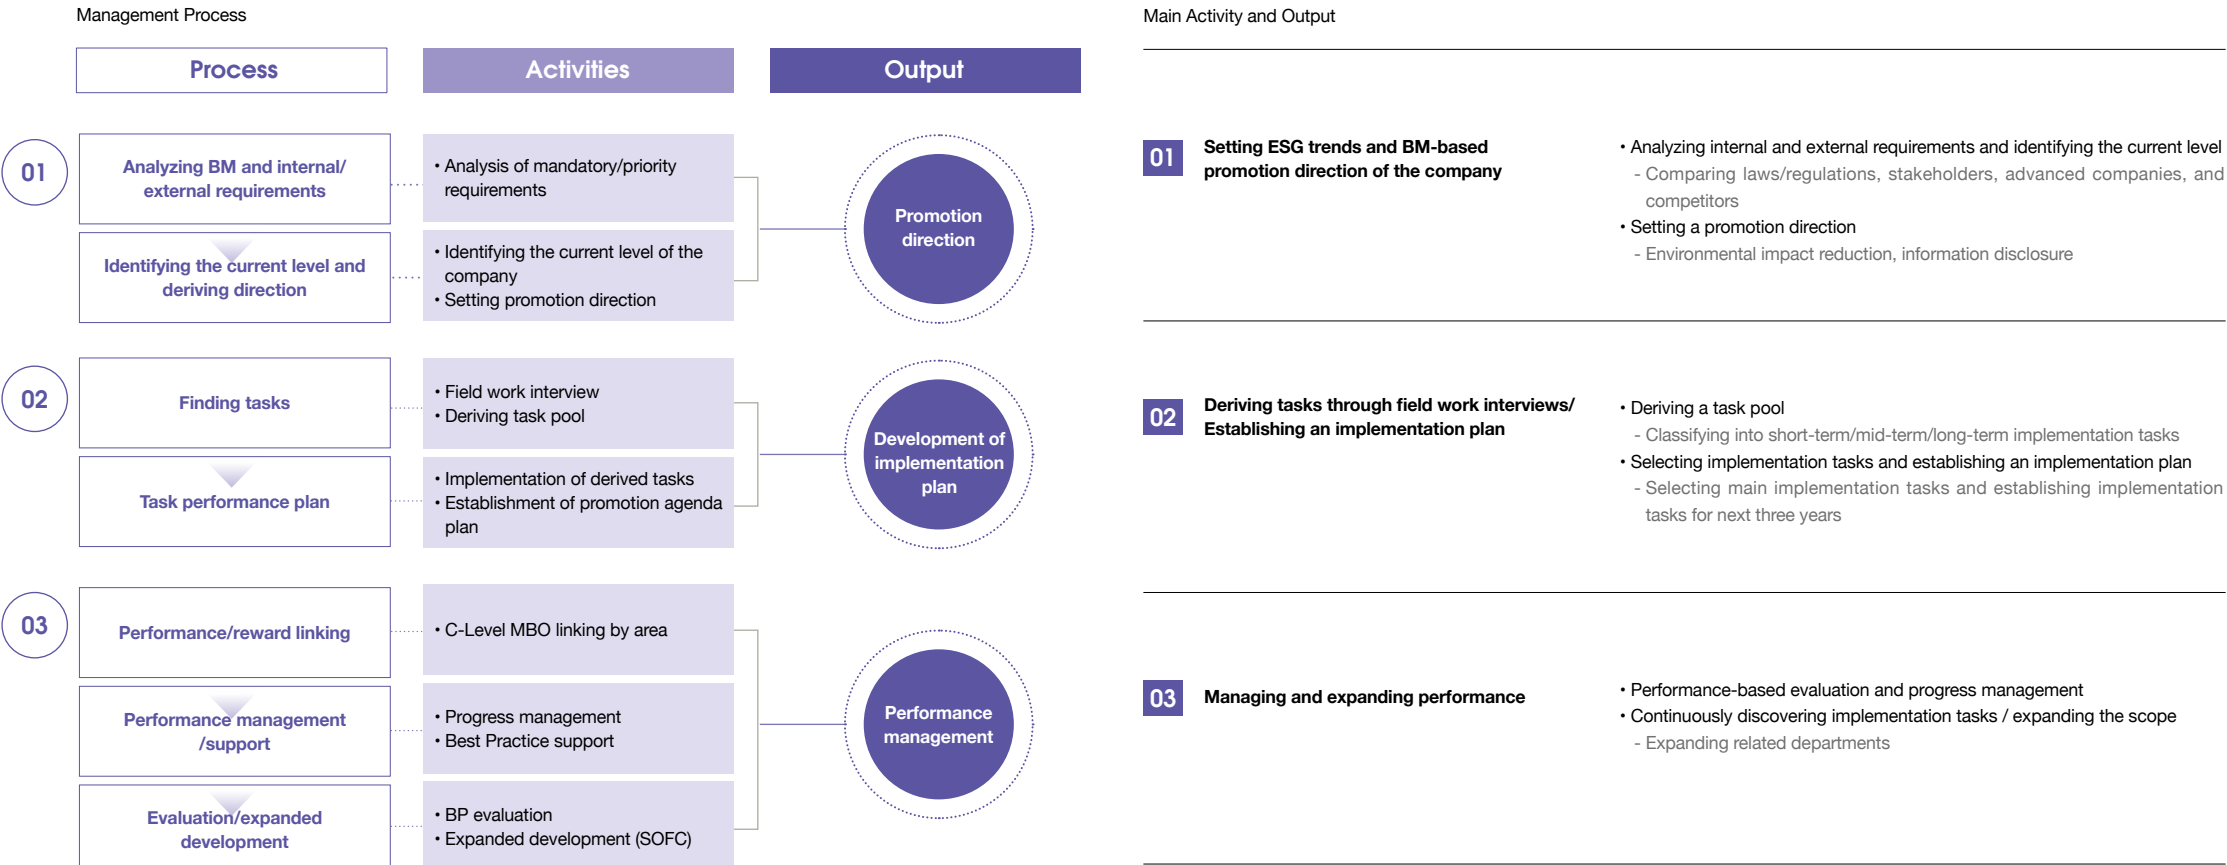 Management Process
Process
Activities
Output
01
Analyzing BM and internal/
external requirements
• Analysis of mandatory/priority
requirements
Identifying the current level and
deriving direction
• Identifying the current level of the
company
• Setting promotion direction
Promotion
direction
02
Finding tasks
• Field work interview
• Deriving task pool
Task performance plan
• Implementation of derived tasks
• Establishment of promotion agenda
plan
Development of
implementation
plan
03
Performance/reward linking
• C-Level MBO linking by area
Performance management
/support
• Progress management
• Best Practice support
Evaluation/expanded
development
• BP evaluation
• Expanded development (SOFC)
Performance
management
Main Activity and Output
01
Setting ESG trends and BM-based
promotion direction of the company
• Analyzing internal and external requirements and identifying the current level
- Comparing laws/regulations, stakeholders, advanced companies, and
competitors
• Setting a promotion direction
- Environmental impact reduction, information disclosure
02
Deriving tasks through field work interviews/
Establishing an implementation plan
• Deriving a task pool
- Classifying into short-term/mid-term/long-term implementation tasks
• Selecting implementation tasks and establishing an implementation plan
- Selecting main implementation tasks and establishing implementation
tasks for next three years
03
Managing and expanding performance
• Performance-based evaluation and progress management
• Continuously discovering implementation tasks / expanding the scope
- Expanding related departments